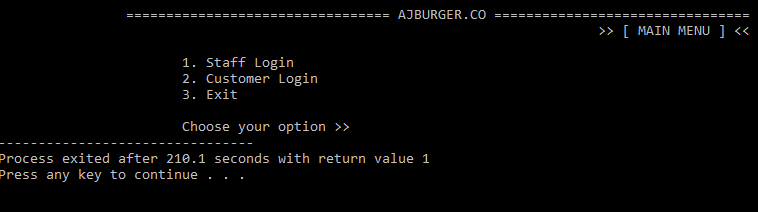 ================================= AJBURGER.CO ================================
>> [ MAIN MENU ] <<
1. Staff Login
2. Customer Login
3. Exit
Choose your option >>
--------------------------------
Process exited after 210.1 seconds with return value 1
Press any key to continue . . .